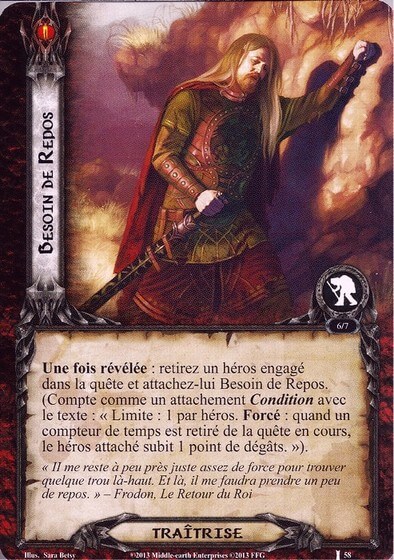 Besoin de Repos
6/7
Une fois révélée : retirez un héros engagé
dans la quête et attachez-lui Besoin de Repos.
(Compte comme un attachement Condition avec
le texte : « Limite : 1 par héros. Forcé : quand un
compteur de temps est retiré de la quête en cours,
le héros attaché subit 1 point de dégâts. »).
« Il me reste à peu près juste assez de force pour trouver
quelque trou là-haut. Et là, il me faudra prendre un peu
de repos. » – Frodon, Le Retour du Roi
TRAÎTRISE
Illus. Sara Betsy
©2013 Middle-earth Enterprises ©2013 FFG
58